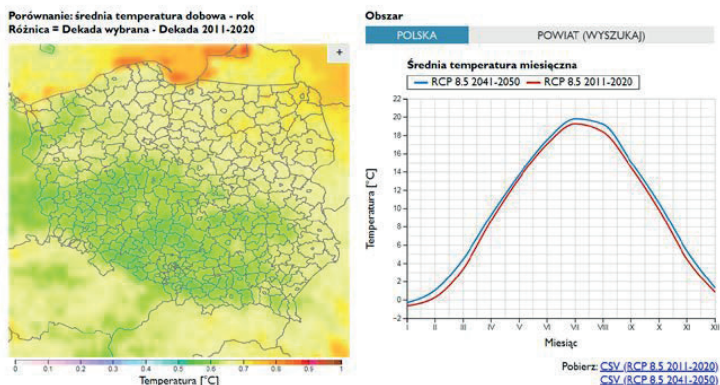 Porównanie: średnia temperatura dobowa - rok
Różnica = Dekada wybrana - Dekada 2011-2020
+
0 0.1 0.2 0.3 0.4 0.5 0.6 0.7 0.8 0.9 1
Temperatura [°C]
Obszar
POLSKA POWIAT (WYSZUKAJ)
Średnia temperatura miesięczna
RCP 8.5 2041-2050 RCP 8.5 2011-2020
Temperatura [°C]
22
20
18
16
14
12
10
8
6
4
2
0
-2
I II III IV V VI VII VIII IX X XI XII
Miesiąc
Pobierz: CSV (RCP 8.5 2011-2020)
CSV (RCP 8.5 2041-2050)